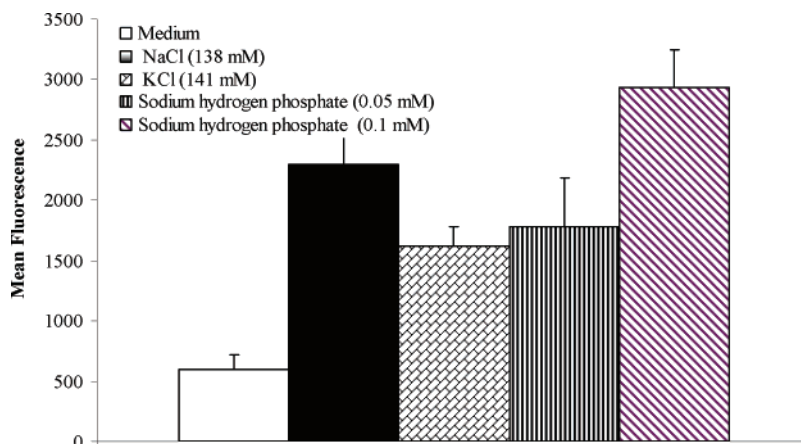 3500
3000
2500
2000
1500
1000
500
0
Mean Fluorescence
Medium
NaCl (138 mM)
KCl (141 mM)
Sodium hydrogen phosphate (0.05 mM)
Sodium hydrogen phosphate (0.1 mM)